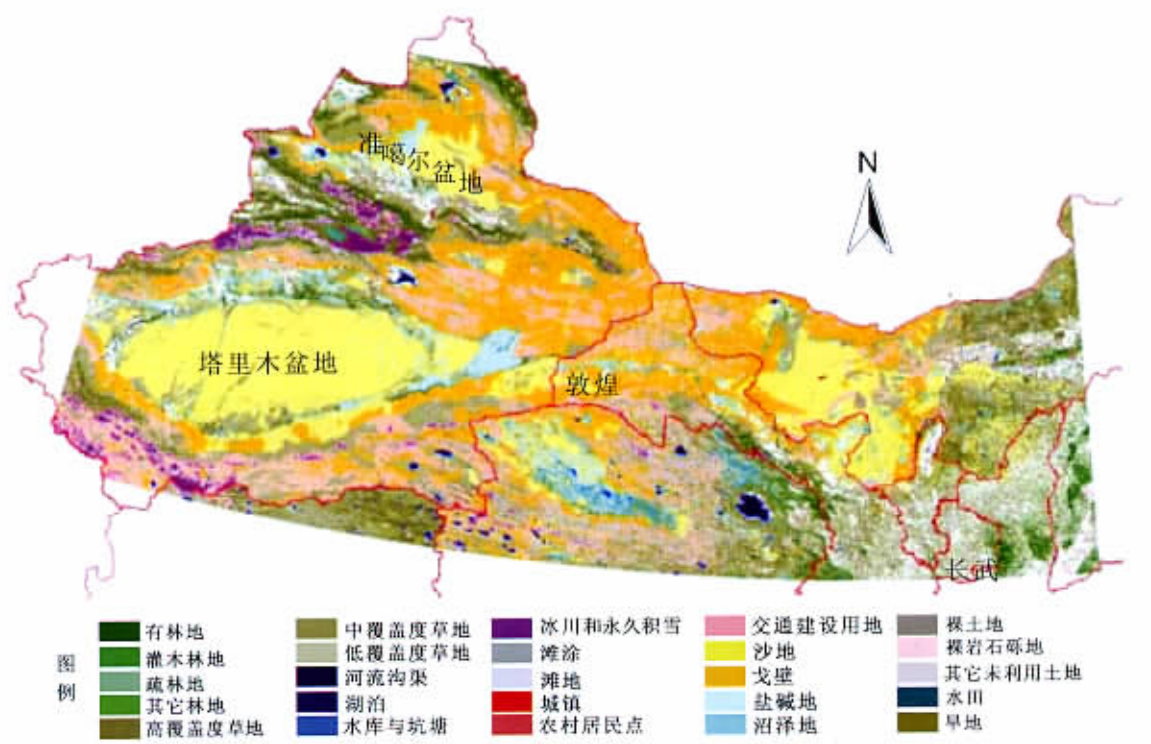 N
准噶尔盆地
塔里木盆地
敦煌
长武
图例
有林地
灌木林地
疏林地
其它林地
高覆盖度草地
中覆盖度草地
低覆盖度草地
河流沟渠
湖泊
水库与坑塘
冰川和永久积雪
滩涂
滩地
城镇
农村居民点
交通建设用地
沙地
戈壁
盐碱地
沼泽地
裸土地
裸岩石砾地
其它未利用土地
水田
旱地